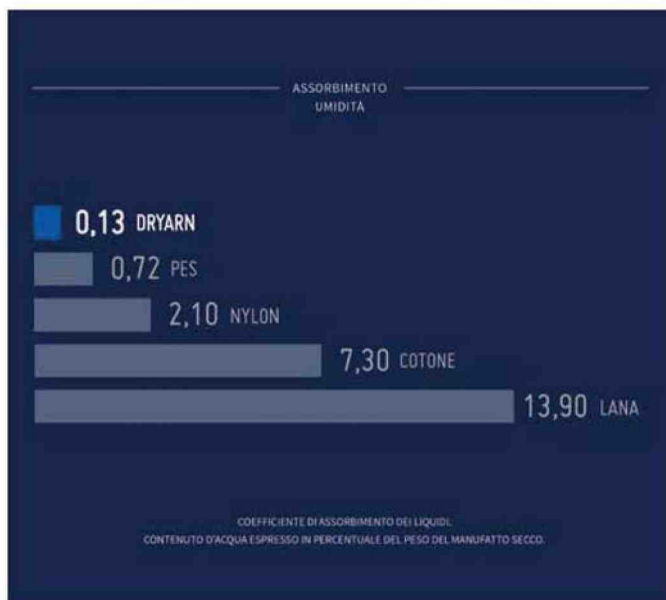 ASSORBIMENTO
UMIDITÀ
0,13 DRYARN
0,72 PES
2,10 NYLON
7,30 COTONE
13,90 LANA
COEFFICIENTE DI ASSORBIMENTO DEI LIQUIDI.
CONTENUTO D'ACQUA ESPRESSO IN PERCENTUALE DEL PESO DEL MANUFATTO SECCO.